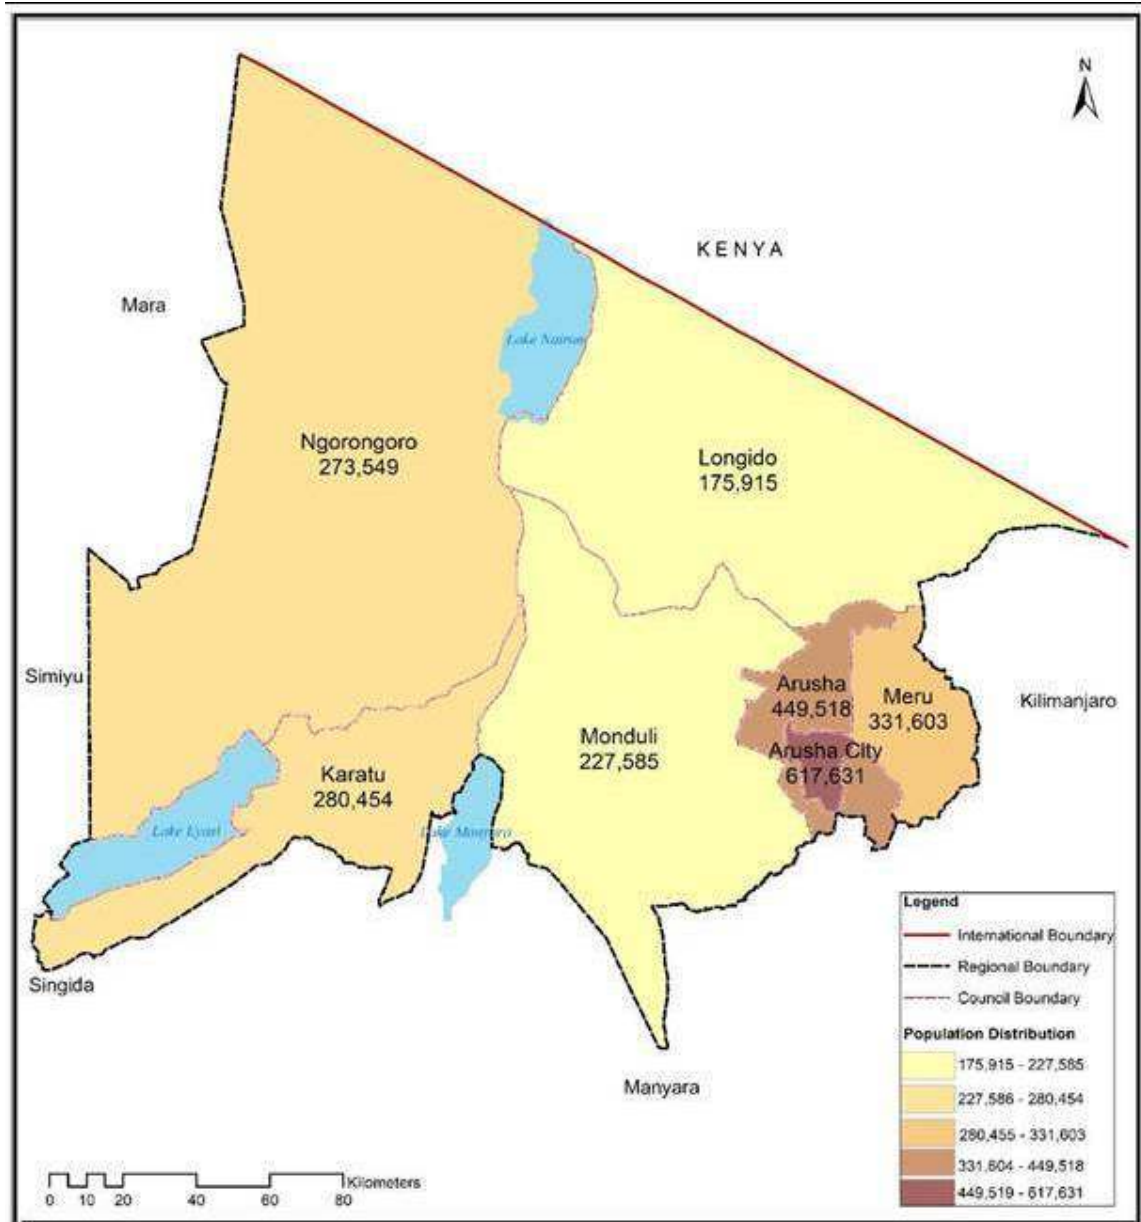 N
KENYA
Mara
Lake Natron
Ngorongoro
273,549
Longido
175,915
Simiyu
Arusha
449,518
Meru
331,603
Kilimanjaro
Monduli
227,585
Arusha City
617,631
Karatu
280,454
Lake Eyasi
Lake Manyara
Singida
Manyara
Legend
International Boundary
Regional Boundary
Council Boundary
Population Distribution
175,915 - 227,585
227,586 - 280,454
280,455 - 331,603
331,604 - 449,518
449,519 - 617,631
Kilometers
0 10 20 40 60 80